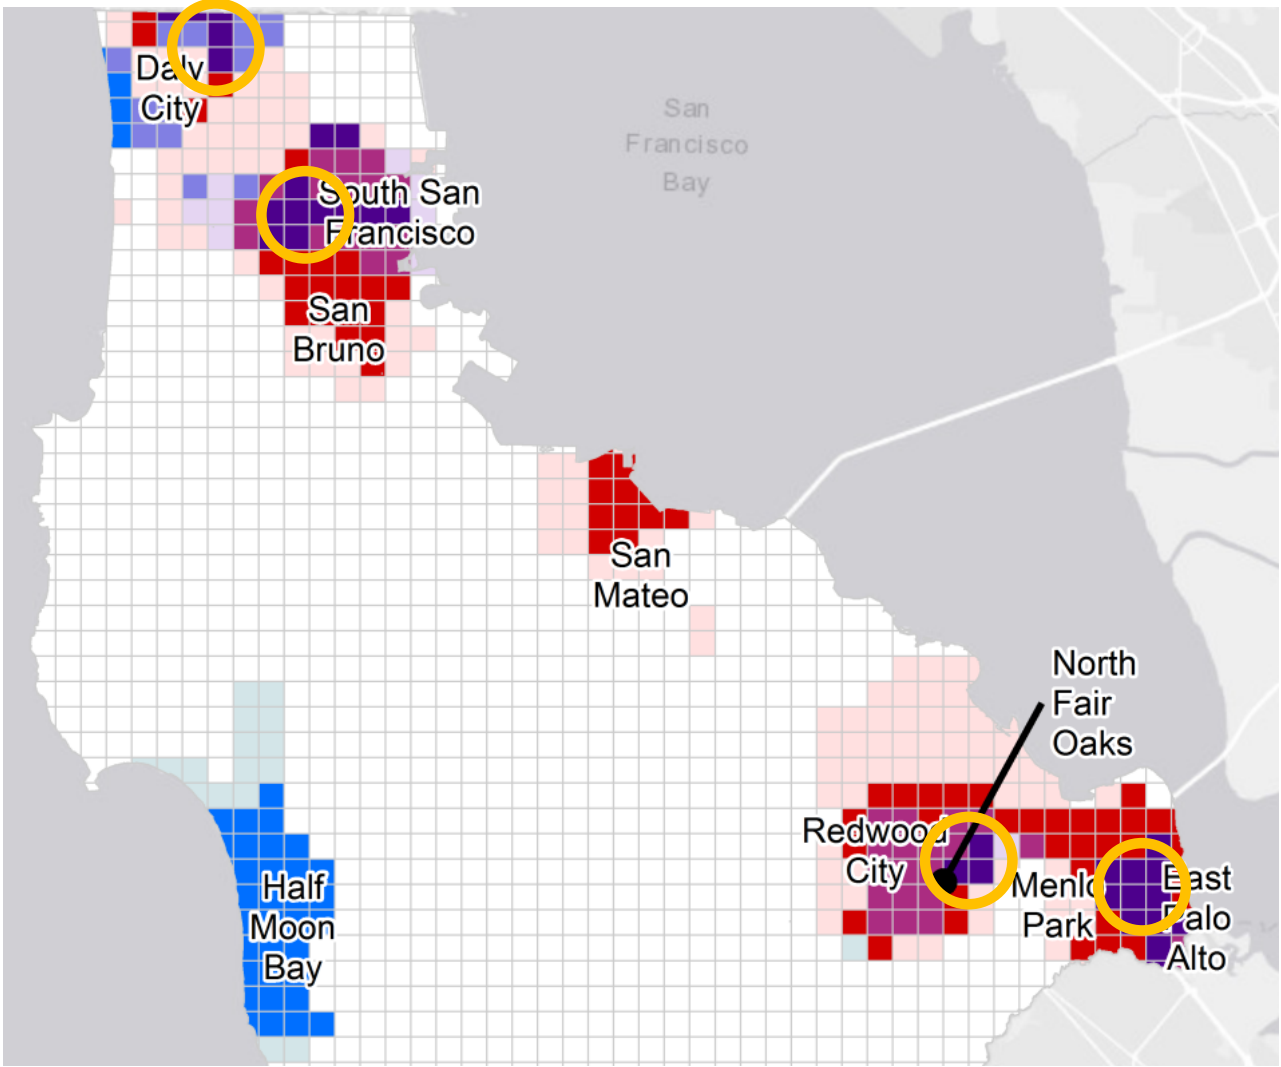 Daly
City
San
Francisco
Bay
South San
Francisco
San
Bruno
San
Mateo
North
Fair
Oaks
Redwood
City
Menlo
Park
East
Palo
Alto
Half
Moon
Bay